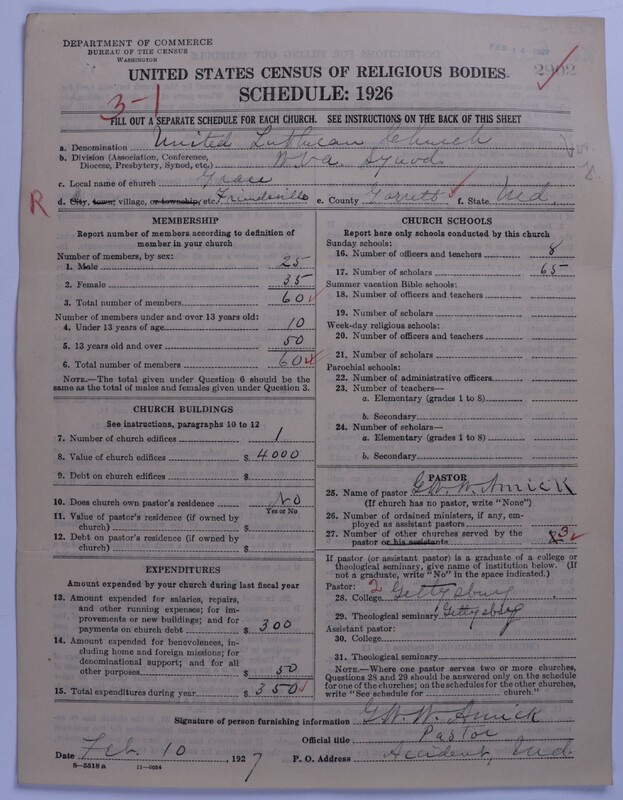 DEPARTMENT OF COMMERCE
BUREAU OF THE CENSUS
WASHINGTON
FEB 14 1927
2902
UNITED STATES CENSUS OF RELIGIOUS BODIES
SCHEDULE: 1926
3-1
FILL OUT A SEPARATE SCHEDULE FOR EACH CHURCH. SEE INSTRUCTIONS ON THE BACK OF THIS SHEET
a. Denomination United Lutheran Church
b. Division (Association, Conference, Diocese, Presbytery, Synod, etc.) W. Va. Synod
c. Local name of church Grace
R
d. City, town, village, or township, etc. Friendsville e. County Garrett f. State Md.
MEMBERSHIP
Report number of members according to definition of member in your church
Number of members, by sex:
1. Male 25
2. Female 35
3. Total number of members 60
Number of members under and over 13 years old:
4. Under 13 years of age 10
5. 13 years old and over 50
6. Total number of members 60
NOTE.—The total given under Question 6 should be the same as the total of males and females given under Question 3.
CHURCH BUILDINGS
See instructions, paragraphs 10 to 12
7. Number of church edifices 1
8. Value of church edifices $ 4000
9. Debt on church edifices $
10. Does church own pastor's residence No
Yes or No
11. Value of pastor's residence (if owned by church) $
12. Debt on pastor's residence (if owned by church) $
EXPENDITURES
Amount expended by your church during last fiscal year
13. Amount expended for salaries, repairs, and other running expenses; for improvements or new buildings; and for payments on church debt $ 300
14. Amount expended for benevolences, including home and foreign missions; for denominational support; and for all other purposes $ 50
15. Total expenditures during year $ 350
CHURCH SCHOOLS
Report here only schools conducted by this church
Sunday schools:
16. Number of officers and teachers 8
17. Number of scholars 65
Summer vacation Bible schools:
18. Number of officers and teachers
19. Number of scholars
Week-day religious schools:
20. Number of officers and teachers
21. Number of scholars
Parochial schools:
22. Number of administrative officers
23. Number of teachers—
a. Elementary (grades 1 to 8)
b. Secondary
24. Number of scholars—
a. Elementary (grades 1 to 8)
b. Secondary
PASTOR
25. Name of pastor G. W. W. Amick
(If church has no pastor, write "None")
26. Number of ordained ministers, if any, employed as assistant pastors
27. Number of other churches served by the pastor or his assistants 3
If pastor (or assistant pastor) is a graduate of a college or theological seminary, give name of institution below. (If not a graduate, write "No" in the space indicated.)
Pastor: 2
28. College Gettysburg
29. Theological seminary Gettysburg
Assistant pastor:
30. College
31. Theological seminary
NOTE.—Where one pastor serves two or more churches, Questions 28 and 29 should be answered only on the schedule for one of the churches; on the schedules for the other churches, write "See schedule for church."
Signature of person furnishing information G. W. W. Amick
Official title Pastor
Date Feb. 10, 1927 P. O. Address Accident, Md
8—5518a 11—9034